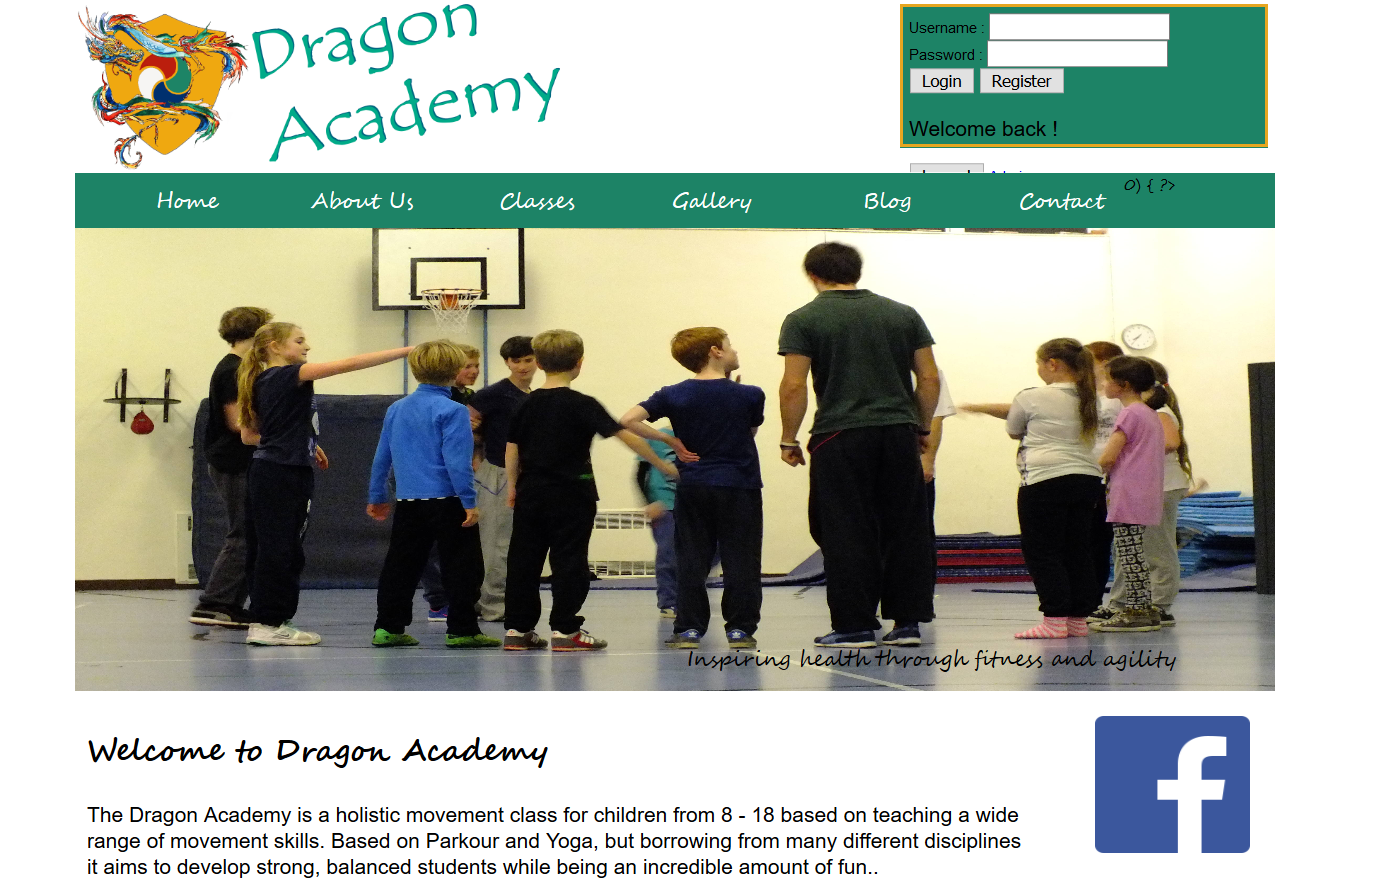 Dragon
Academy
Username :
Password :
Login Register
Welcome back !
Home About Us Classes Gallery Blog Contact 0) { ?>
Inspiring health through fitness and agility
Welcome to Dragon Academy
The Dragon Academy is a holistic movement class for children from 8 - 18 based on teaching a wide
range of movement skills. Based on Parkour and Yoga, but borrowing from many different disciplines
it aims to develop strong, balanced students while being an incredible amount of fun..
f